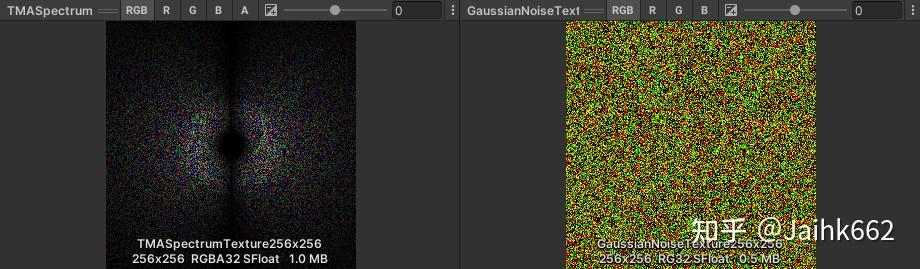 TMASpectrum RGB R G B A 0
GaussianNoiseText RGB R G B 0
TMASpectrumTexture256x256
256x256 RGBA32 SFloat 1.0 MB
GaussianNoiseTexture256x256
256x256 RG32 SFloat 0.5 MB
知乎 @Jaihk662